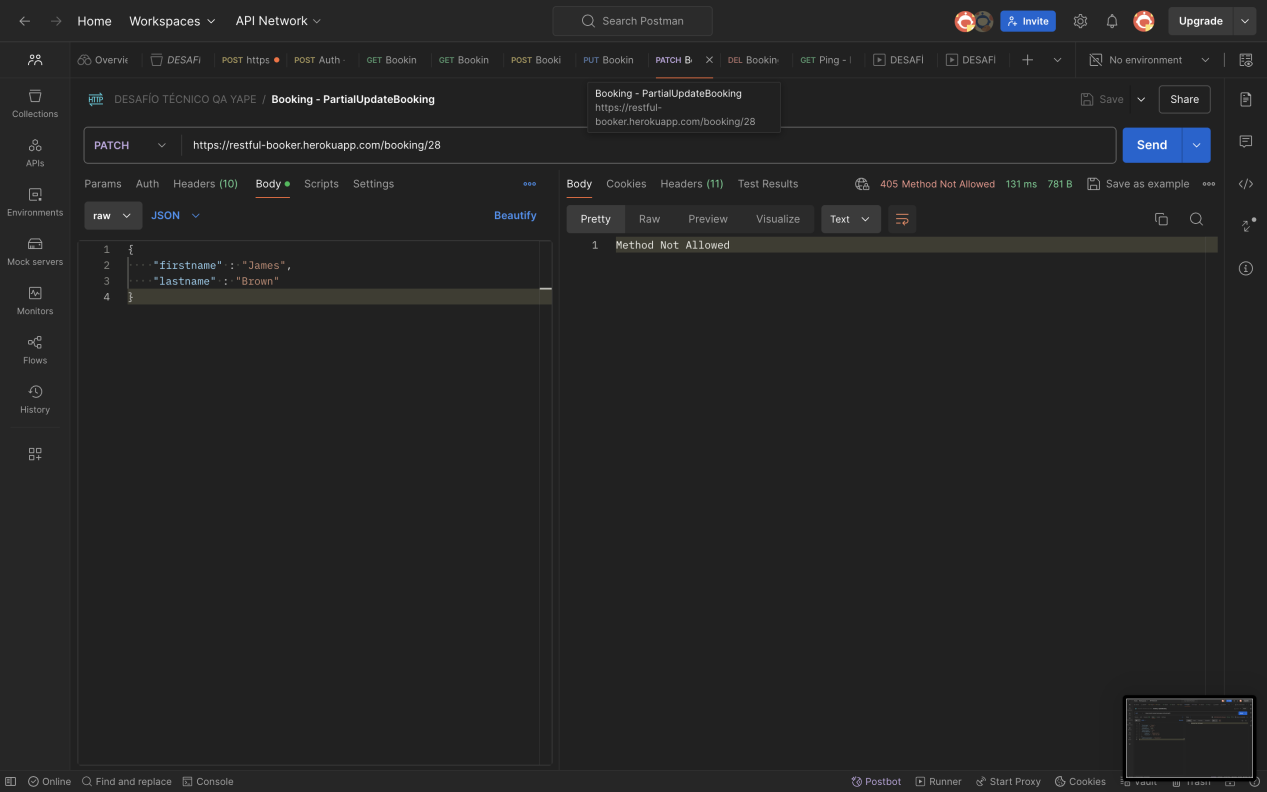 Home Workspaces API Network Search Postman Invite Upgrade
Overvie DESAFI POST https POST Auth GET Bookin GET Bookin POST Booki PUT Bookin PATCH B DEL Bookin GET Ping - DESAFI DESAFI No environment
HTTP DESAFÍO TÉCNICO QA YAPE / Booking - PartialUpdateBooking Save Share
Booking - PartialUpdateBooking
https://restful-
booker.herokuapp.com/booking/28
PATCH https://restful-booker.herokuapp.com/booking/28 Send
Collections
APIs
Environments
Mock servers
Monitors
Flows
History
Params Auth Headers (10) Body Scripts Settings
raw JSON Beautify
1 {
2 "firstname" : "James",
3 "lastname" : "Brown"
4 }
Body Cookies Headers (11) Test Results 405 Method Not Allowed 131 ms 781 B Save as example
Pretty Raw Preview Visualize Text
1 Method Not Allowed
Online Find and replace Console Postbot Runner Start Proxy Cookies Vault Trash